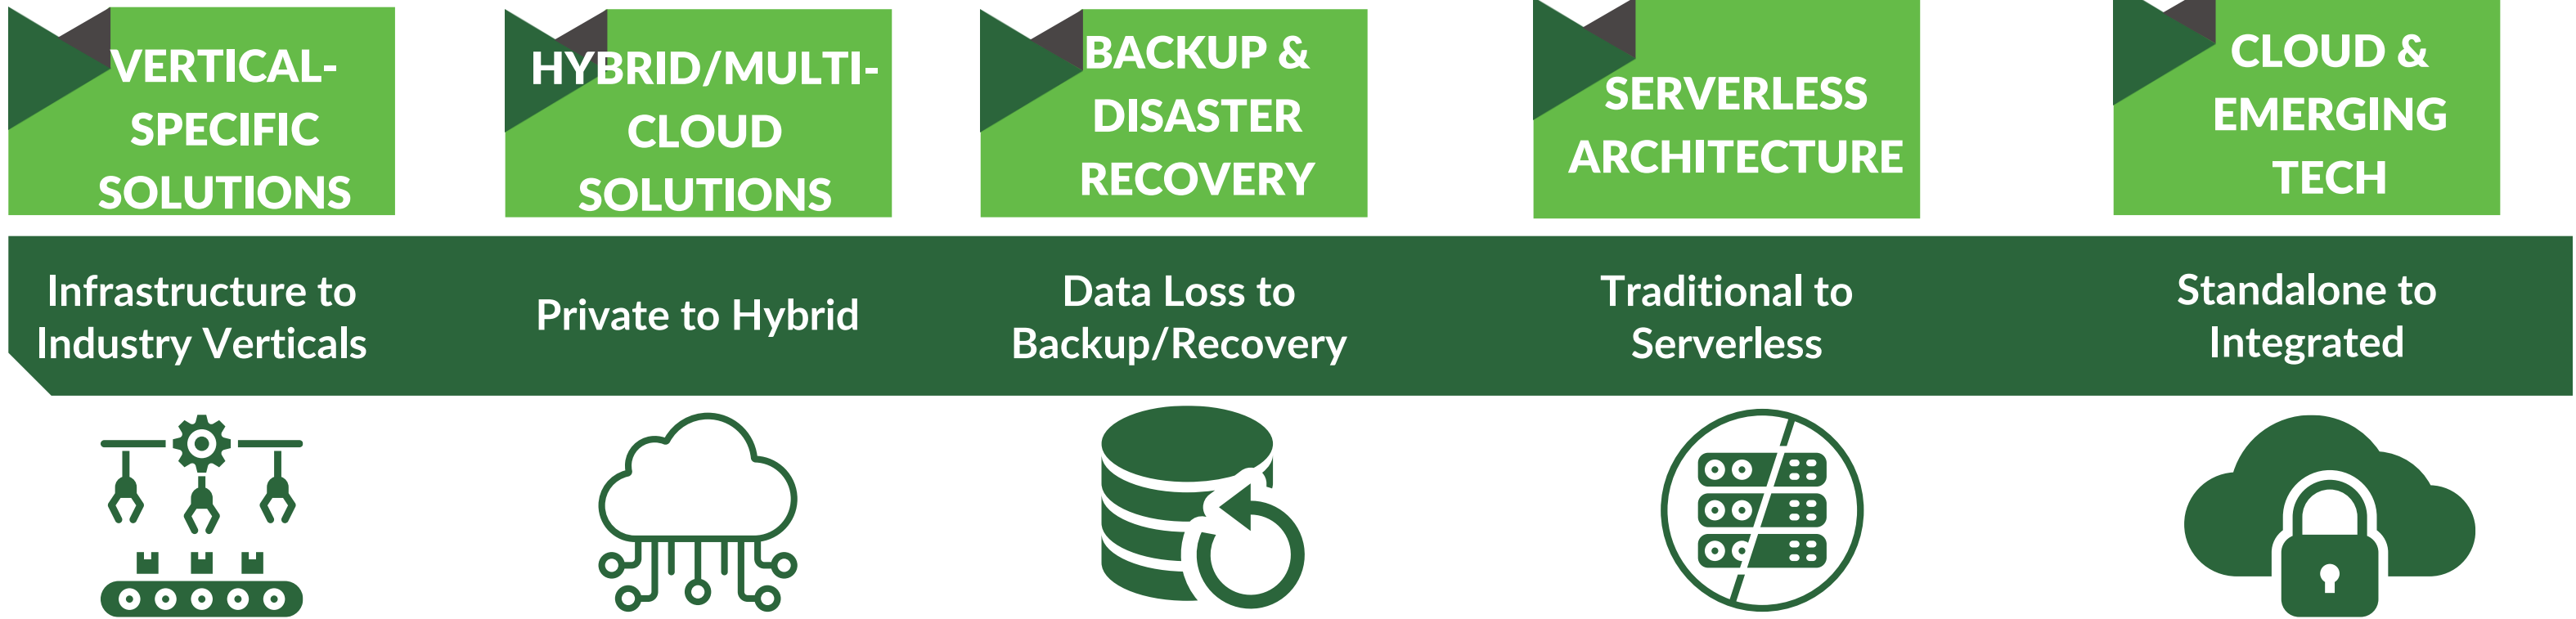 VERTICAL-
SPECIFIC
SOLUTIONS
HYBRID/MULTI-
CLOUD
SOLUTIONS
BACKUP &
DISASTER
RECOVERY
SERVERLESS
ARCHITECTURE
CLOUD &
EMERGING
TECH
Infrastructure to
Industry Verticals
Private to Hybrid
Data Loss to
Backup/Recovery
Traditional to
Serverless
Standalone to
Integrated